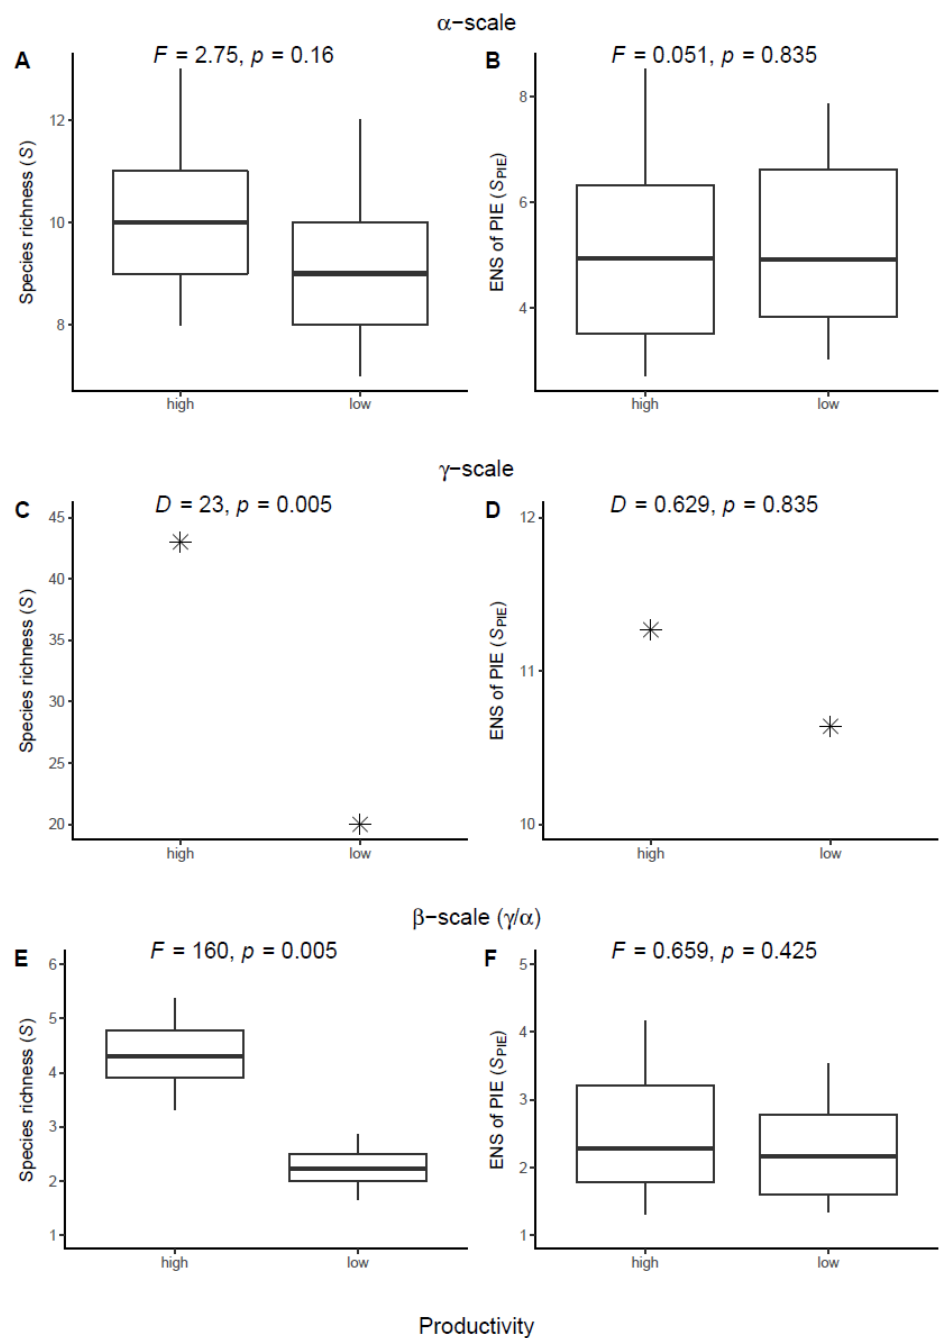 α−scale
A
F = 2.75, p = 0.16
Species richness (S)
12
10
8
high
low
B
F = 0.051, p = 0.835
ENS of PIE (SPIE)
8
6
4
high
low
γ−scale
C
D = 23, p = 0.005
Species richness (S)
45
40
35
30
25
20
high
low
D
D = 0.629, p = 0.835
ENS of PIE (SPIE)
12
11
10
high
low
β−scale (γ/α)
E
F = 160, p = 0.005
Species richness (S)
6
5
4
3
2
1
high
low
F
F = 0.659, p = 0.425
ENS of PIE (SPIE)
5
4
3
2
1
high
low
Productivity